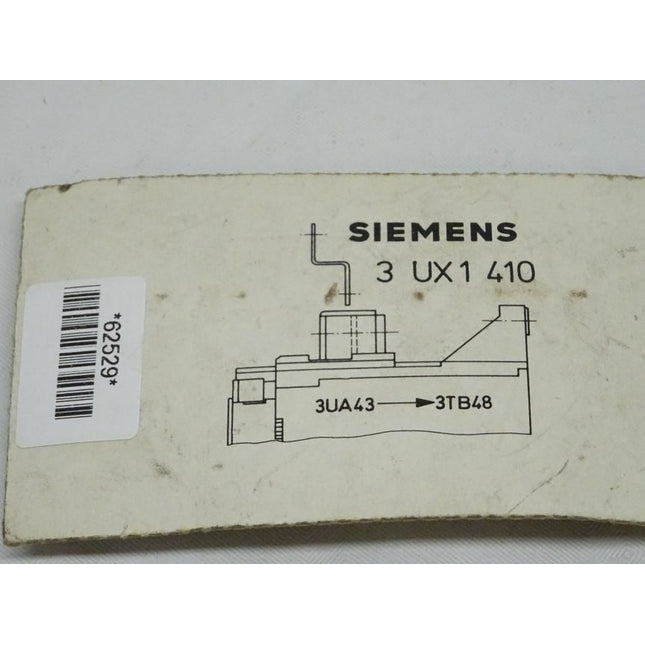 SIEMENS
3 UX1 410
3UA43 → 3TB48
*62529*